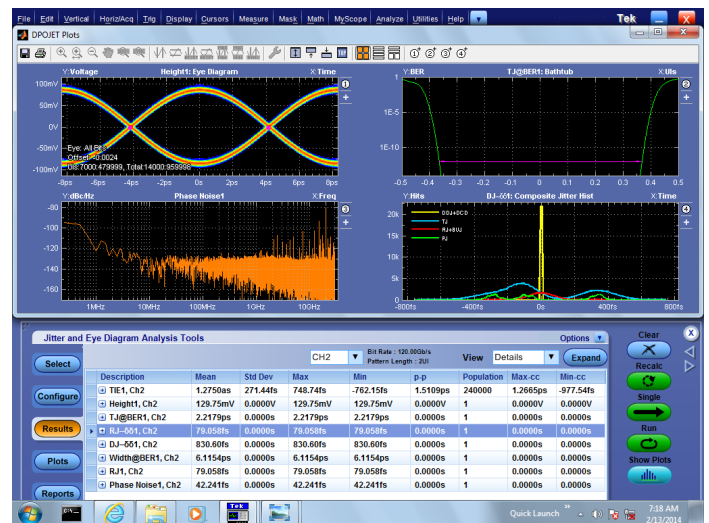 File Edit Vertical Horiz/Acq Trig Display Cursors Measure Mask Math MyScope Analyze Utilities Help Tek X
DPOJET Plots
Y:Voltage Height1: Eye Diagram X:Time
100mV
50mV
0V
-50mV
-100mV
Eye: All Bits
Offset: -0.0024
UIs:7000:479999, Total:14000:959998
-8ps -6ps -4ps -2ps 0s 2ps 4ps 6ps 8ps
Y:BER TJ@BER1: Bathtub X:UIs
1
1E-5
1E-10
-0.5 -0.4 -0.3 -0.2 -0.1 0.0 0.1 0.2 0.3 0.4 0.5
Y:dBc/Hz Phase Noise1 X:Freq
-80
-100
-120
-140
-160
1MHz 10MHz 100MHz 1GHz 10GHz
Y:Hits DJ–δδ1: Composite Jitter Hist X:Time
20k
15k
10k
5k
0
DDJ+DCD
TJ
RJ+BUJ
PJ
-800fs -400fs 0s 400fs 800fs
Jitter and Eye Diagram Analysis Tools Options
CH2 Bit Rate : 120.00Gb/s
Pattern Length : 2UI
View Details Expand
Select
Configure
Results
Plots
Reports
Description Mean Std Dev Max Min p-p Population Max-cc Min-cc
TIE1, Ch2 1.2750as 271.44fs 748.74fs -762.15fs 1.5109ps 240000 1.2665ps -977.54fs
Height1, Ch2 129.75mV 0.0000V 129.75mV 129.75mV 0.0000V 1 0.0000V 0.0000V
TJ@BER1, Ch2 2.2179ps 0.0000s 2.2179ps 2.2179ps 0.0000s 1 0.0000s 0.0000s
RJ–δδ1, Ch2 79.058fs 0.0000s 79.058fs 79.058fs 0.0000s 1 0.0000s 0.0000s
DJ–δδ1, Ch2 830.60fs 0.0000s 830.60fs 830.60fs 0.0000s 1 0.0000s 0.0000s
Width@BER1, Ch2 6.1154ps 0.0000s 6.1154ps 6.1154ps 0.0000s 1 0.0000s 0.0000s
RJ1, Ch2 79.058fs 0.0000s 79.058fs 79.058fs 0.0000s 1 0.0000s 0.0000s
Phase Noise1, Ch2 42.241fs 0.0000s 42.241fs 42.241fs 0.0000s 1 0.0000s 0.0000s
Clear
Recalc
Single
Run
Show Plots
Tek
Quick Launch
7:18 AM
2/13/2014